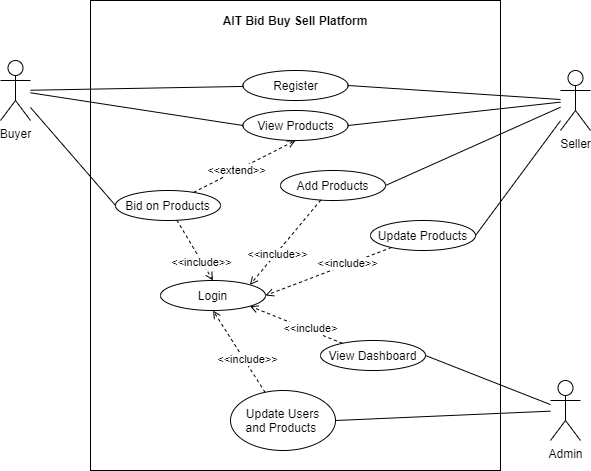 AIT Bid Buy Sell Platform
Register
Buyer
View Products
Seller
<<extend>>
Add Products
Bid on Products
Update Products
<<include>>
<<include>>
<<include>>
Login
<<include>
View Dashboard
<<include>>
Update Users
and Products
Admin